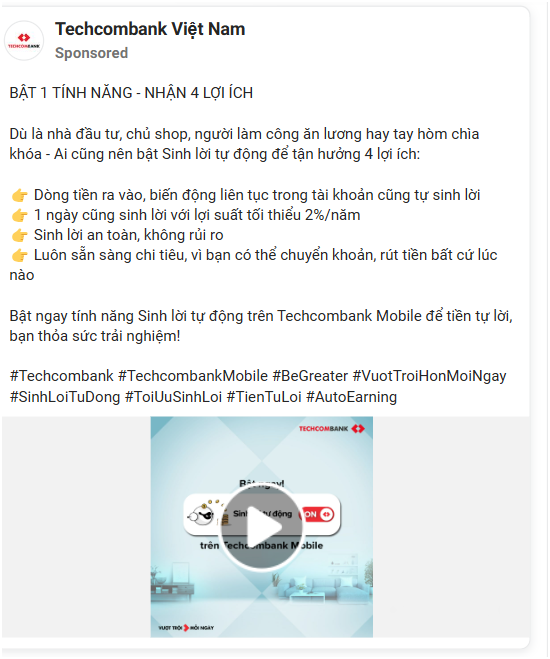 Techcombank Việt Nam
Sponsored
BẬT 1 TÍNH NĂNG - NHẬN 4 LỢI ÍCH
Dù là nhà đầu tư, chủ shop, người làm công ăn lương hay tay hòm chìa
khóa - Ai cũng nên bật Sinh lời tự động để tận hưởng 4 lợi ích:
👉 Dòng tiền ra vào, biến động liên tục trong tài khoản cũng tự sinh lời
👉 1 ngày cũng sinh lời với lợi suất tối thiểu 2%/năm
👉 Sinh lời an toàn, không rủi ro
👉 Luôn sẵn sàng chi tiêu, vì bạn có thể chuyển khoản, rút tiền bất cứ lúc
nào
Bật ngay tính năng Sinh lời tự động trên Techcombank Mobile để tiền tự lời,
bạn thỏa sức trải nghiệm!
#Techcombank #TechcombankMobile #BeGreater #VuotTroiHonMoiNgay
#SinhLoiTuDong #ToiUuSinhLoi #TienTuLoi #AutoEarning
TECHCOMBANK
TECHCOMBANK
Bật ngay!
Sinh tự động ON
trên Techcombank Mobile
VƯỢT TRỘI MỖI NGÀY